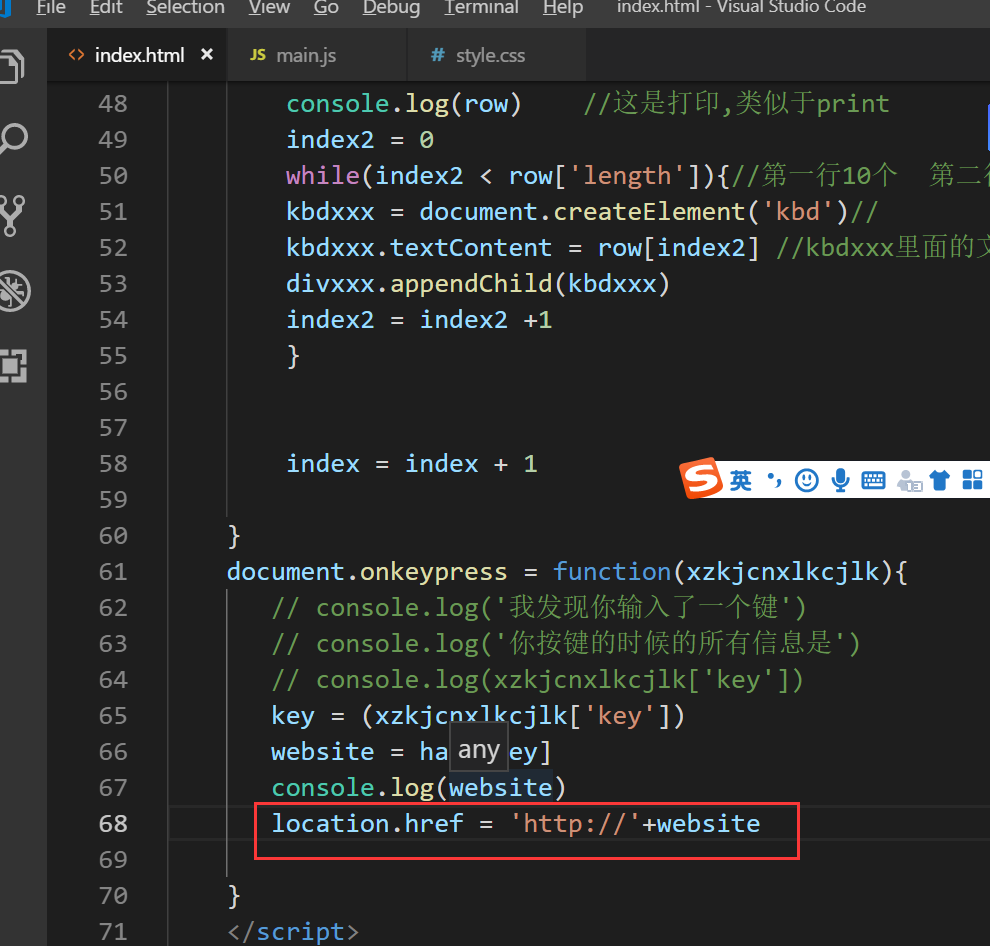 File Edit Selection View Go Debug Terminal Help index.html - Visual Studio Code
<> index.html × JS main.js # style.css
48 console.log(row) //这是打印,类似于print
49 index2 = 0
50 while(index2 < row['length']){//第一行10个 第二
51 kbdxxx = document.createElement('kbd')//
52 kbdxxx.textContent = row[index2] //kbdxxx里面的
53 divxxx.appendChild(kbdxxx)
54 index2 = index2 +1
55 }
56
57
58 index = index + 1
英
59
60 }
61 document.onkeypress = function(xzkjcnxlkcjlk){
62 // console.log('我发现你输入了一个键')
63 // console.log('你按键的时候的所有信息是')
64 // console.log(xzkjcnxlkcjlk['key'])
65 key = (xzkjcnxlkcjlk['key'])
66 website = ha any ey]
67 console.log(website)
68 location.href = 'http://'+website
69
70 }
71 </script>